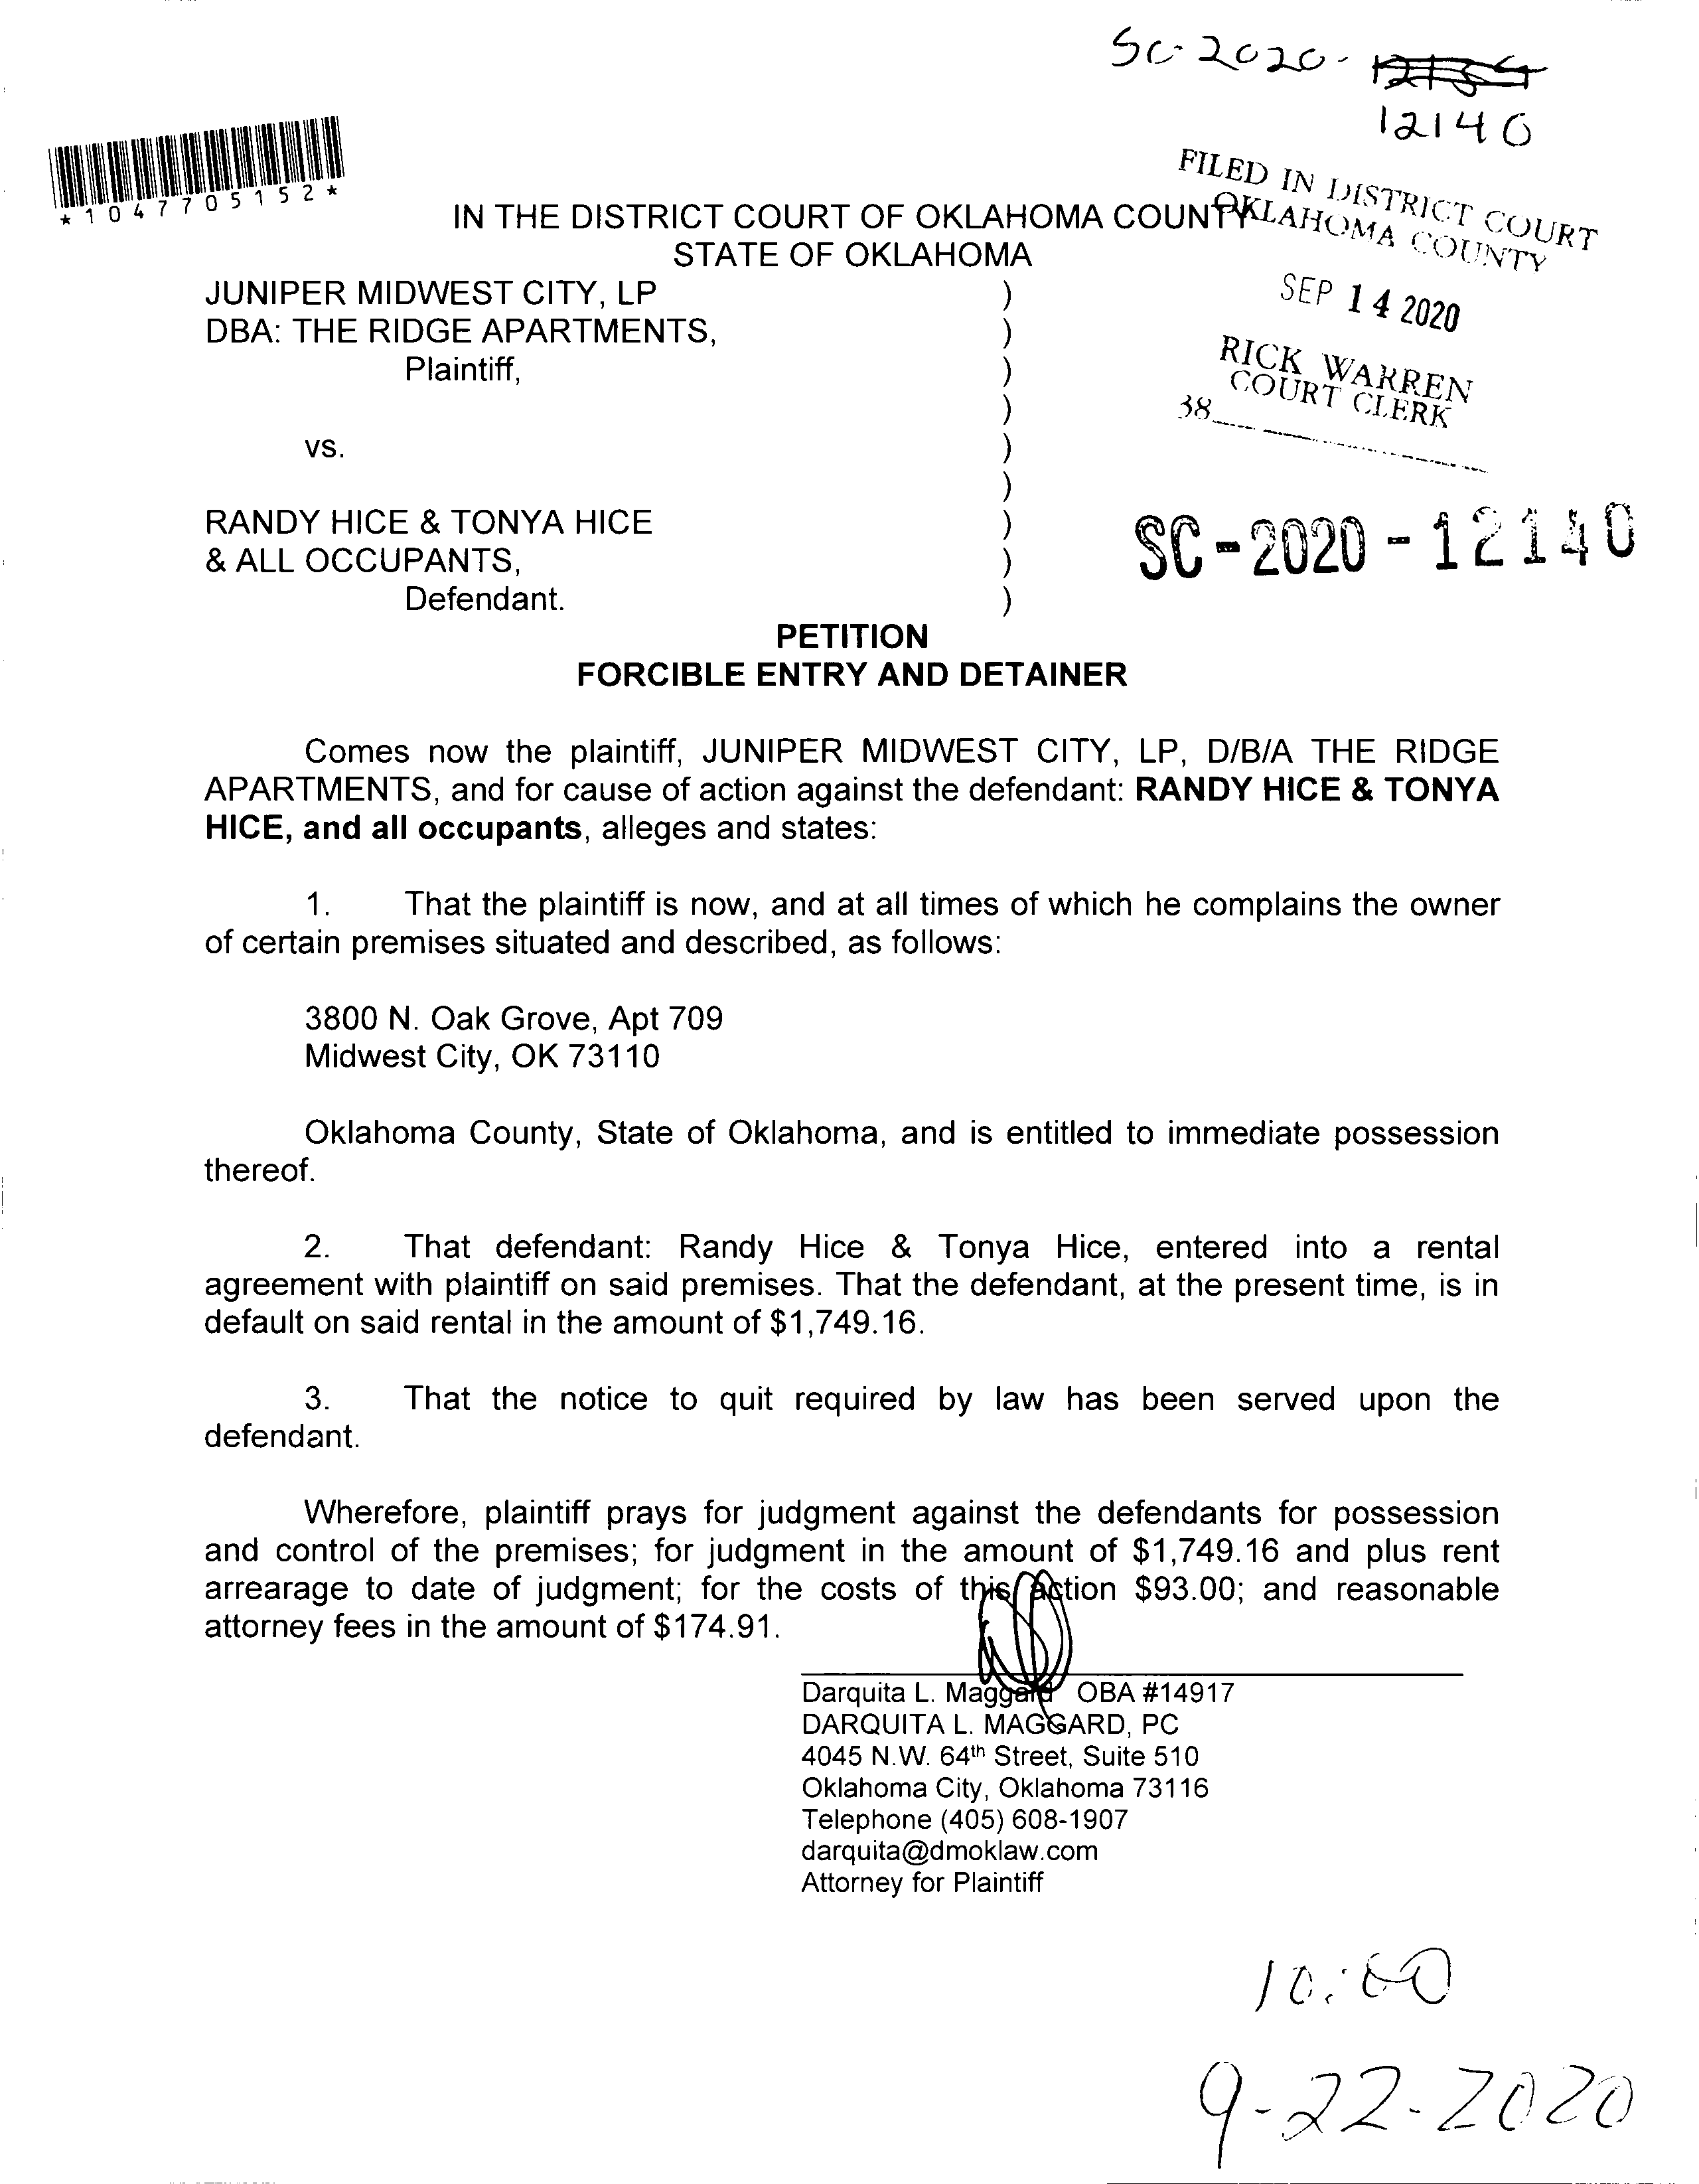 SC-2020-
12140
*1047705152*
FILED IN DISTRICT COURT
OKLAHOMA COUNTY
IN THE DISTRICT COURT OF OKLAHOMA COUNTY
STATE OF OKLAHOMA
SEP 14 2020
RICK WARREN
COURT CLERK
38
JUNIPER MIDWEST CITY, LP )
DBA: THE RIDGE APARTMENTS, )
Plaintiff, )
)
vs. )
)
RANDY HICE & TONYA HICE )
& ALL OCCUPANTS, )
Defendant. )
SC-2020-12140
PETITION
FORCIBLE ENTRY AND DETAINER
Comes now the plaintiff, JUNIPER MIDWEST CITY, LP, D/B/A THE RIDGE
APARTMENTS, and for cause of action against the defendant: RANDY HICE & TONYA
HICE, and all occupants, alleges and states:
1. That the plaintiff is now, and at all times of which he complains the owner
of certain premises situated and described, as follows:
3800 N. Oak Grove, Apt 709
Midwest City, OK 73110
Oklahoma County, State of Oklahoma, and is entitled to immediate possession
thereof.
2. That defendant: Randy Hice & Tonya Hice, entered into a rental
agreement with plaintiff on said premises. That the defendant, at the present time, is in
default on said rental in the amount of $1,749.16.
3. That the notice to quit required by law has been served upon the
defendant.
Wherefore, plaintiff prays for judgment against the defendants for possession
and control of the premises; for judgment in the amount of $1,749.16 and plus rent
arrearage to date of judgment; for the costs of this action $93.00; and reasonable
attorney fees in the amount of $174.91.
Darquita L. Maggard OBA #14917
DARQUITA L. MAGGARD, PC
4045 N.W. 64th Street, Suite 510
Oklahoma City, Oklahoma 73116
Telephone (405) 608-1907
darquita@dmoklaw.com
Attorney for Plaintiff
10:00
9-22-2020